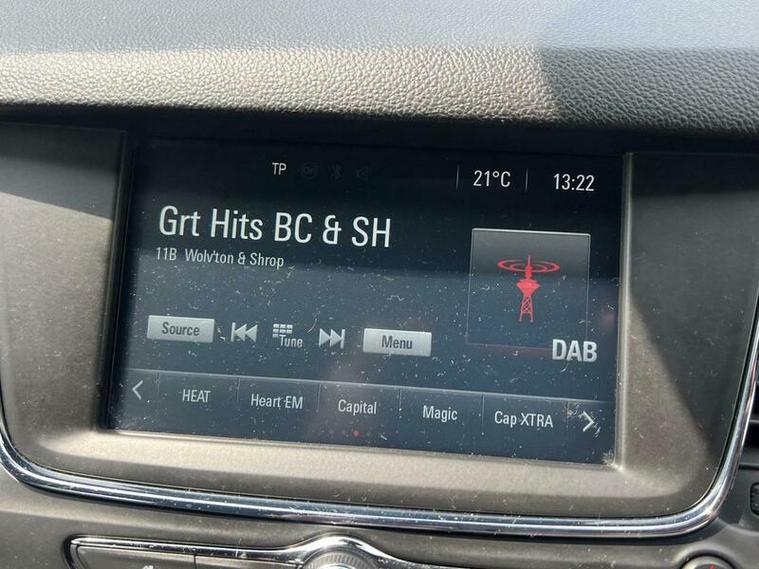 TP 21°C 13:22
Grt Hits BC & SH
11B Wolv'ton & Shrop
Source Tune Menu
DAB
HEAT Heart EM Capital Magic Cap XTRA